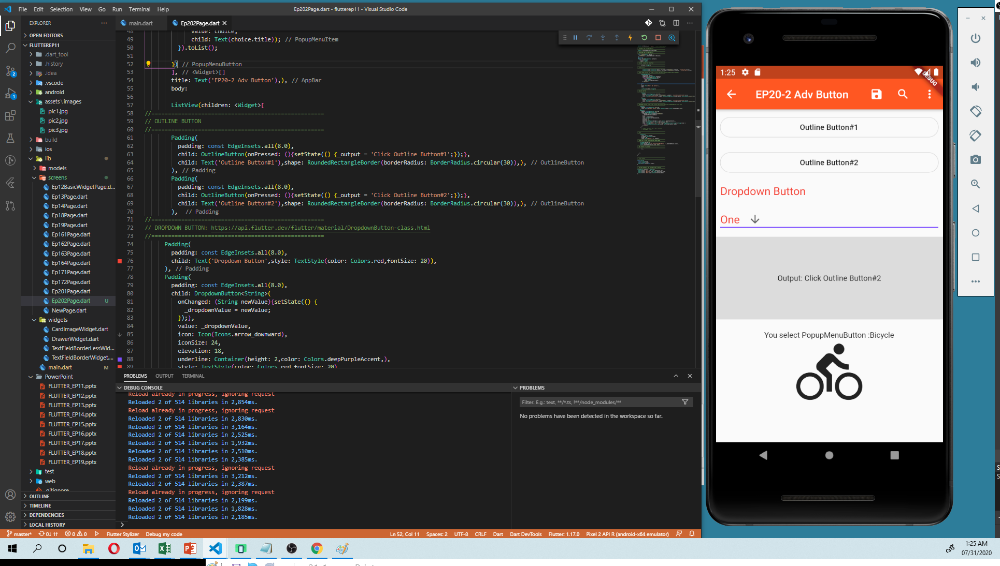 File Edit Selection View Go Run Terminal Help
Ep202Page.dart - flutterep11 - Visual Studio Code
EXPLORER
OPEN EDITORS
FLUTTEREP11
.dart_tool
.history
.idea
.vscode
android
assets\images
pic1.jpg
pic2.jpg
pic3.jpg
build
ios
lib
models
screens
Ep12BasicWidgetPage.d...
Ep13Page.dart
Ep14Page.dart
Ep18Page.dart
Ep19Page.dart
Ep161Page.dart
Ep162Page.dart
Ep163Page.dart
Ep164Page.dart
Ep171Page.dart
Ep172Page.dart
Ep201Page.dart
Ep202Page.dart U
NewPage.dart
widgets
CardImageWidget.dart
DrawerWidget.dart
TextFieldBorderLessWid...
TextFieldBorderWidget....
main.dart M
PowerPoint
FLUTTER_EP11.pptx
FLUTTER_EP12.pptx
FLUTTER_EP13.pptx
FLUTTER_EP14.pptx
FLUTTER_EP15.pptx
FLUTTER_EP16.pptx
FLUTTER_EP17.pptx
FLUTTER_EP18.pptx
FLUTTER_EP19.pptx
test
web
.gitignore
OUTLINE
TIMELINE
DEPENDENCIES
LOCAL HISTORY
2
1
main.dart Ep202Page.dart
48 value: choice,
49 child: Text(choice.title)); // PopupMenuItem
50 }).toList();
51
52 }) // PopupMenuButton
53 ], // <Widget>[]
54 title: Text('EP20-2 Adv Button'),), // AppBar
55 body:
56
57 ListView(children: <Widget>[
58 //====================================================
59 // OUTLINE BUTTON
60 //====================================================
61 Padding(
62 padding: const EdgeInsets.all(8.0),
63 child: OutlineButton(onPressed: (){setState(() {_output = 'Click Outline Button#1';});},
64 child: Text('Outline Button#1'),shape: RoundedRectangleBorder(borderRadius: BorderRadius.circular(30)),), // OutlineButton
65 ), // Padding
66 Padding(
67 padding: const EdgeInsets.all(8.0),
68 child: OutlineButton(onPressed: (){setState(() {_output = 'Click Outline Button#2';});},
69 child: Text('Outline Button#2'),shape: RoundedRectangleBorder(borderRadius: BorderRadius.circular(30)),), // OutlineButton
70 ), // Padding
71 //====================================================
72 // DROPDOWN BUTTON: https://api.flutter.dev/flutter/material/DropdownButton-class.html
73 //====================================================
74 Padding(
75 padding: const EdgeInsets.all(8.0),
76 child: Text('Dropdown Button',style: TextStyle(color: Colors.red,fontSize: 20)),
77 ), // Padding
78 Padding(
79 padding: const EdgeInsets.all(8.0),
80 child: DropdownButton<String>(
81 onChanged: (String newValue){setState(() {
82 _dropdownValue = newValue;
83 });},
84 value: _dropdownValue,
85 icon: Icon(Icons.arrow_downward),
86 iconSize: 24,
87 elevation: 18,
88 underline: Container(height: 2,color: Colors.deepPurpleAccent,),
89 style: TextStyle(color: Colors.red,fontSize: 20)
PROBLEMS OUTPUT TERMINAL
DEBUG CONSOLE
Reload already in progress, ignoring request
Reloaded 2 of 514 libraries in 2,854ms.
Reload already in progress, ignoring request
Reloaded 2 of 514 libraries in 2,830ms.
Reloaded 2 of 514 libraries in 3,164ms.
Reloaded 2 of 514 libraries in 2,525ms.
Reloaded 2 of 514 libraries in 1,932ms.
Reloaded 2 of 514 libraries in 2,510ms.
Reloaded 2 of 514 libraries in 2,385ms.
Reload already in progress, ignoring request
Reloaded 2 of 514 libraries in 3,212ms.
Reloaded 2 of 514 libraries in 2,387ms.
Reload already in progress, ignoring request
Reloaded 2 of 514 libraries in 2,199ms.
Reloaded 2 of 514 libraries in 1,828ms.
Reloaded 2 of 514 libraries in 2,185ms.
PROBLEMS
Filter. E.g.: text, **/*.ts, !**/node_modules/**
No problems have been detected in the workspace so far.
master* 0↓ 1↑ 0 0 Flutter Stylizer Debug my code
Ln 52, Col 11 Spaces: 2 UTF-8 CRLF Dart Dart DevTools Flutter: 1.17.0 Pixel 2 API R (android-x64 emulator)
1:25
DEBUG
EP20-2 Adv Button
Outline Button#1
Outline Button#2
Dropdown Button
One
Output: Click Outline Button#2
You select PopupMenuButton :Bicycle
1:25 AM
07/31/2020